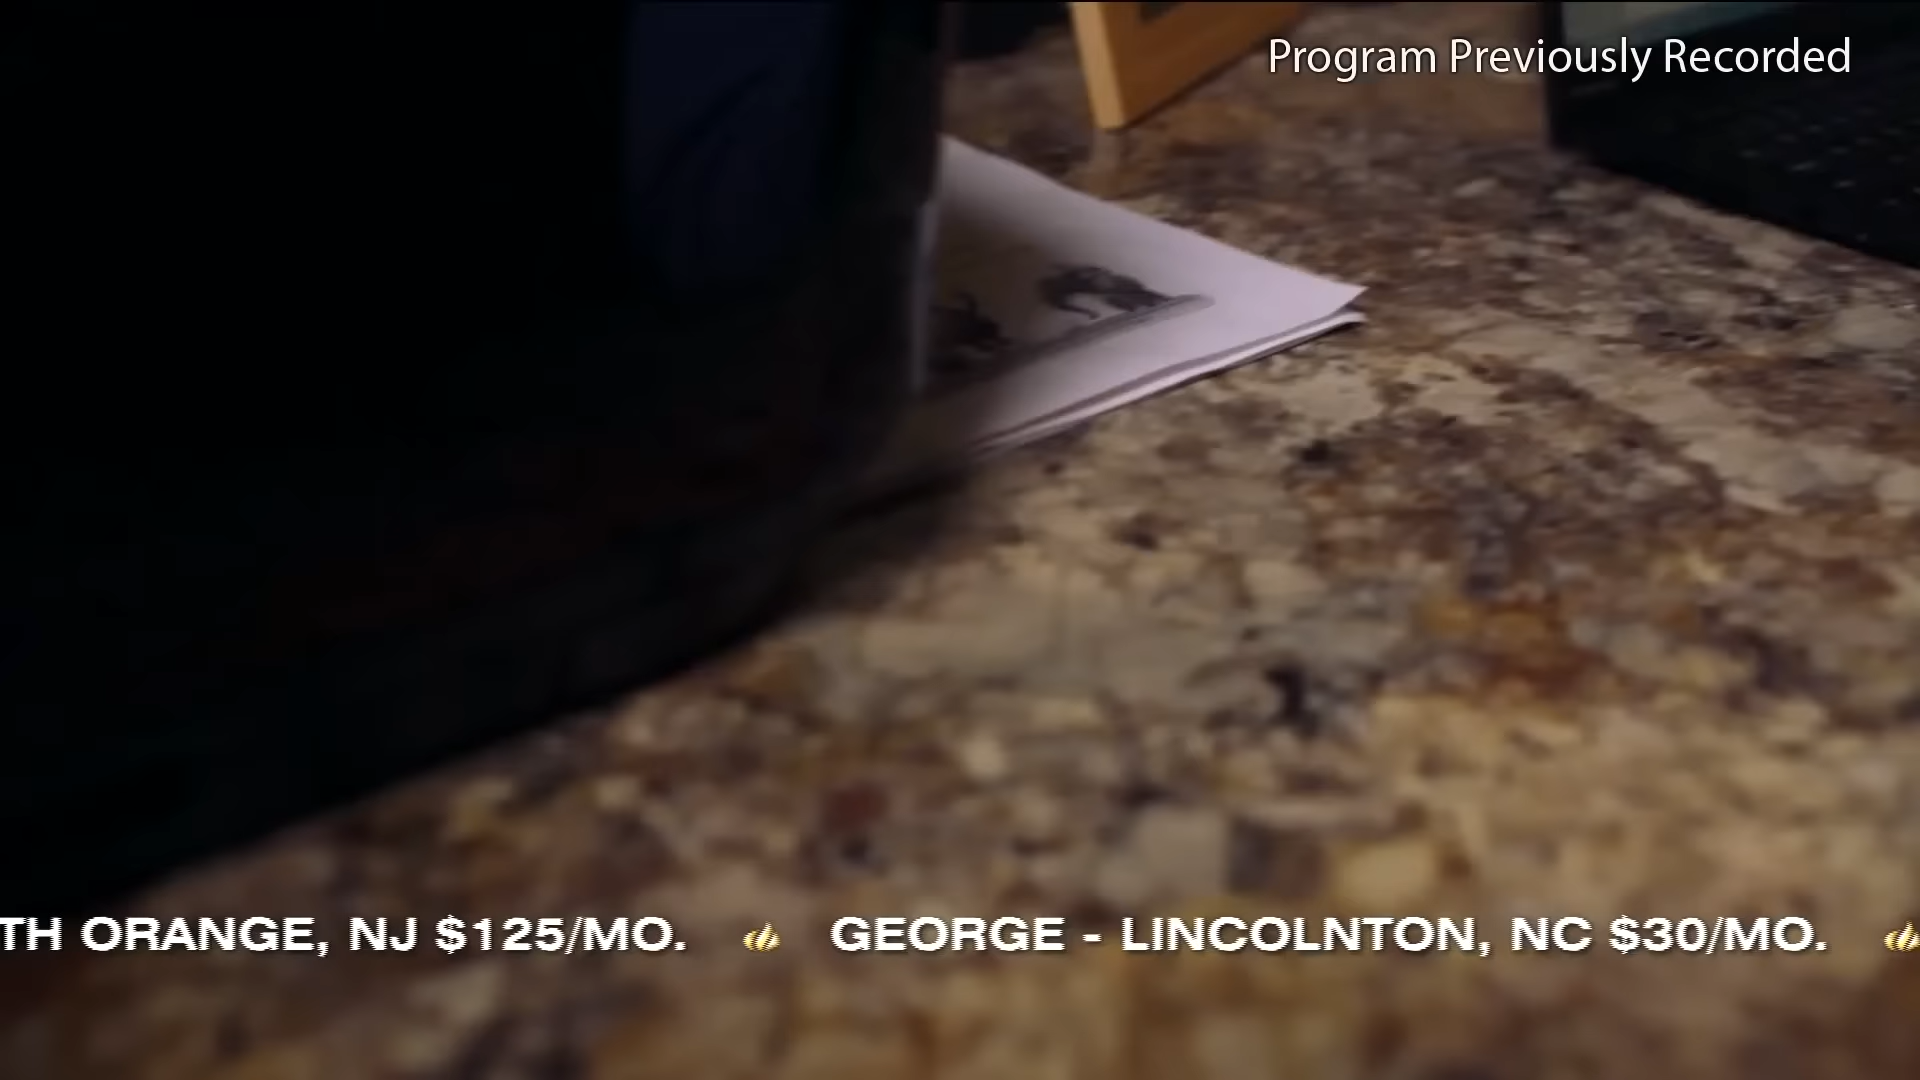 Program Previously Recorded
TH ORANGE, NJ $125/MO. GEORGE - LINCOLNTON, NC $30/MO.